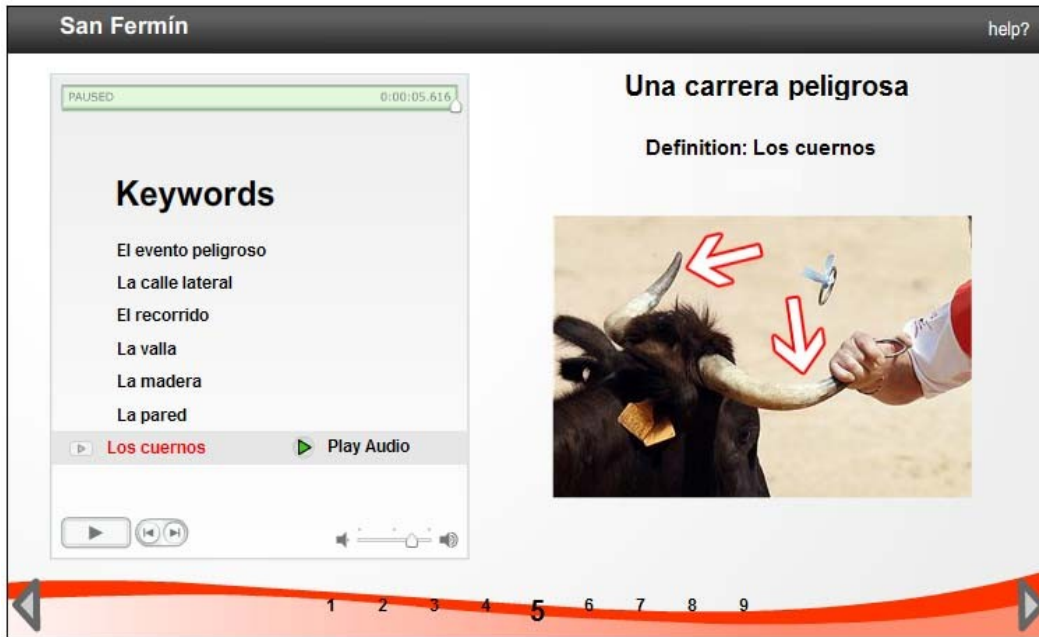 San Fermín
help?
PAUSED 0:00:05.616
Keywords
El evento peligroso
La calle lateral
El recorrido
La valla
La madera
La pared
Los cuernos Play Audio
Una carrera peligrosa
Definition: Los cuernos
1 2 3 4 5 6 7 8 9